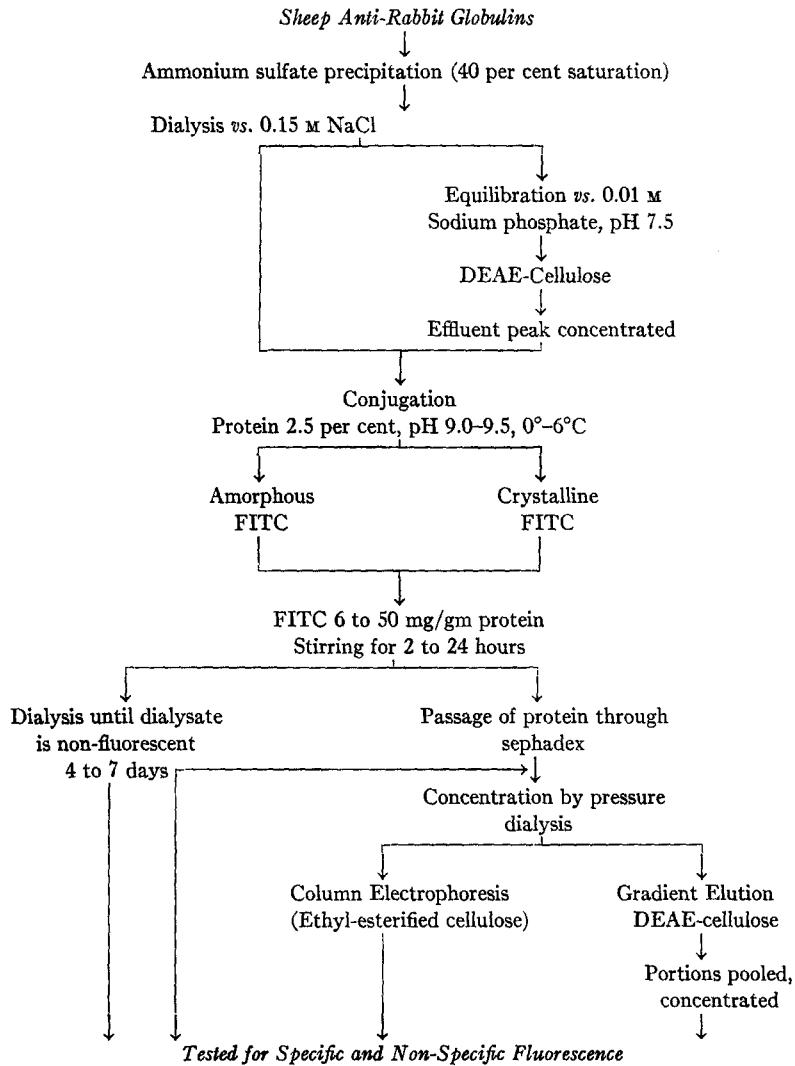 Sheep Anti-Rabbit Globulins
Ammonium sulfate precipitation (40 per cent saturation)
Dialysis vs. 0.15 M NaCl
Equilibration vs. 0.01 M
Sodium phosphate, pH 7.5
DEAE-Cellulose
Effluent peak concentrated
Conjugation
Protein 2.5 per cent, pH 9.0–9.5, 0°–6°C
Amorphous
FITC
Crystalline
FITC
FITC 6 to 50 mg/gm protein
Stirring for 2 to 24 hours
Dialysis until dialysate
is non-fluorescent
4 to 7 days
Passage of protein through
sephadex
Concentration by pressure
dialysis
Column Electrophoresis
(Ethyl-esterified cellulose)
Gradient Elution
DEAE-cellulose
Portions pooled,
concentrated
Tested for Specific and Non-Specific Fluorescence